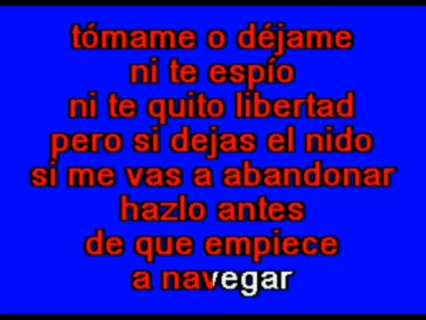 tómame o déjame
ni te espío
ni te quito libertad
pero si dejas el nido
si me vas a abandonar
hazlo antes
de que empiece
a navegar